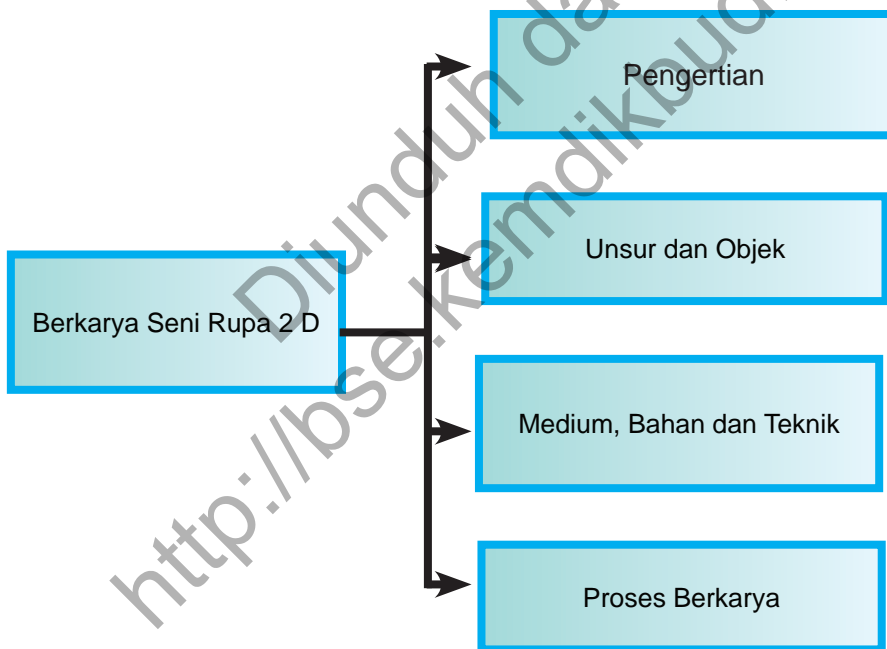 Pengertian
Unsur dan Objek
Berkarya Seni Rupa 2 D
Medium, Bahan dan Teknik
Proses Berkarya
Diunduh da
http://bse.kemdikbud